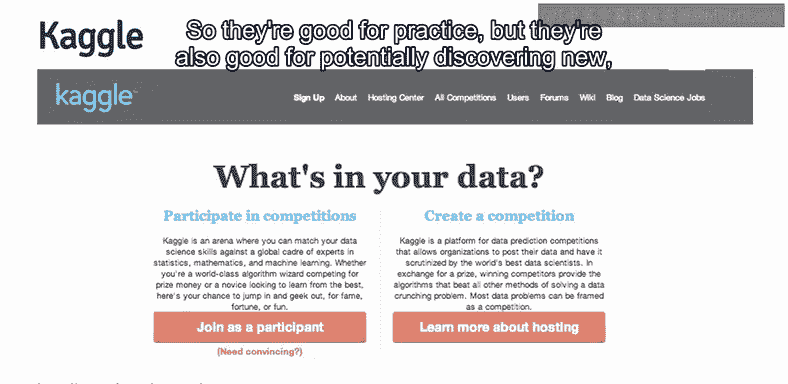 Kaggle
So they're good for practice, but they're
also good for potentially discovering new,
kaggle
Sign Up About Hosting Center All Competitions Users Forums Wiki Blog Data Science Jobs
What's in your data?
Participate in competitions
Kaggle is an arena where you can match your data
science skills against a global cadre of experts in
statistics, mathematics, and machine learning. Whether
you're a world-class algorithm wizard competing for
prize money or a novice looking to learn from the best,
here's your chance to jump in and geek out, for fame,
fortune, or fun.
Join as a participant
(Need convincing?)
Create a competition
Kaggle is a platform for data prediction competitions
that allows organizations to post their data and have it
scrutinized by the world's best data scientists. In
exchange for a prize, winning competitors provide the
algorithms that beat all other methods of solving a data
crunching problem. Most data problems can be framed
as a competition.
Learn more about hosting